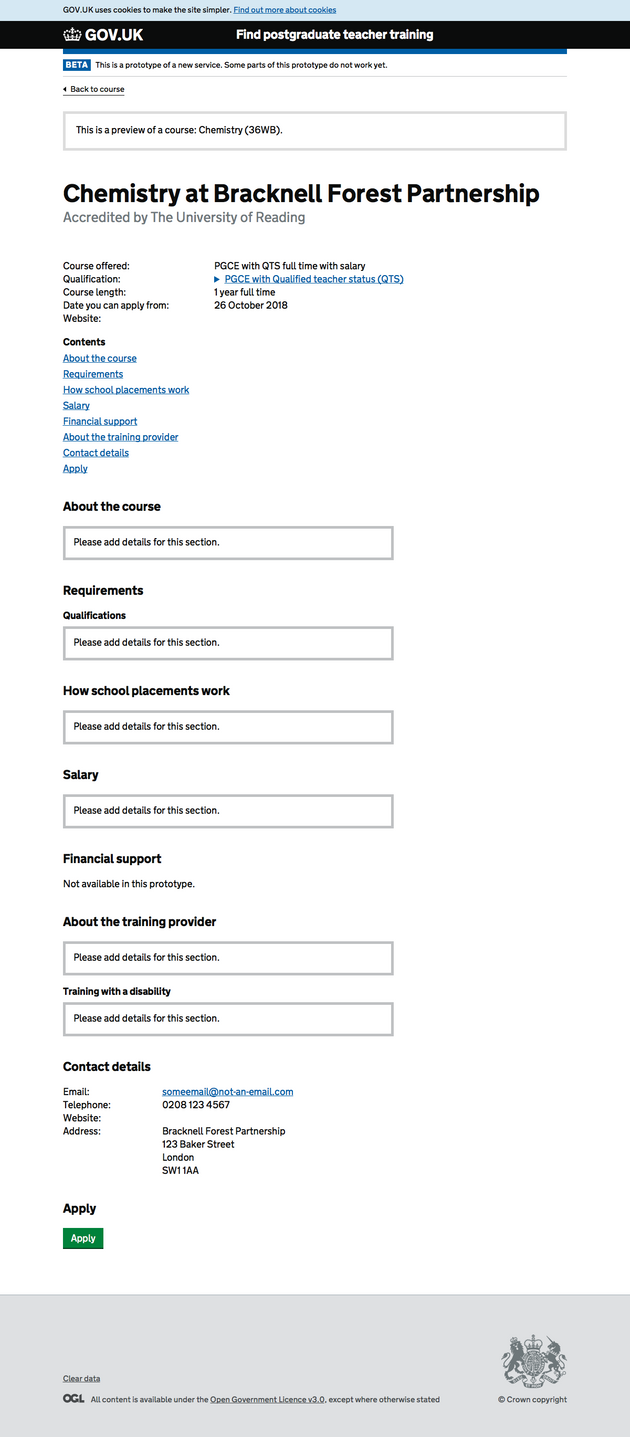 GOV.UK uses cookies to make the site simpler. Find out more about cookies
GOV.UK
Find postgraduate teacher training
BETA This is a prototype of a new service. Some parts of this prototype do not work yet.
Back to course
This is a preview of a course: Chemistry (36WB).
Chemistry at Bracknell Forest Partnership
Accredited by The University of Reading
Course offered: PGCE with QTS full time with salary
Qualification: PGCE with Qualified teacher status (QTS)
Course length: 1 year full time
Date you can apply from: 26 October 2018
Website:
Contents
About the course
Requirements
How school placements work
Salary
Financial support
About the training provider
Contact details
Apply
About the course
Please add details for this section.
Requirements
Qualifications
Please add details for this section.
How school placements work
Please add details for this section.
Salary
Please add details for this section.
Financial support
Not available in this prototype.
About the training provider
Please add details for this section.
Training with a disability
Please add details for this section.
Contact details
Email: someemail@not-an-email.com
Telephone: 0208 123 4567
Website:
Address: Bracknell Forest Partnership
123 Baker Street
London
SW1 1AA
Apply
Apply
Clear data
OGL All content is available under the Open Government Licence v3.0, except where otherwise stated
© Crown copyright